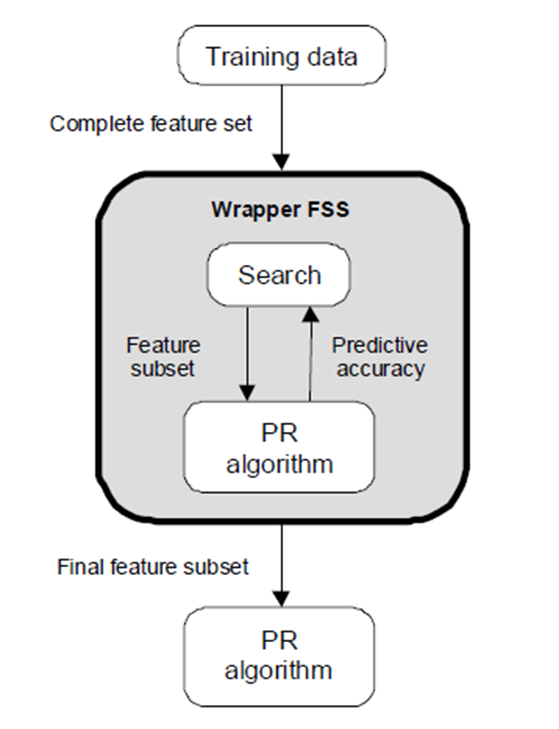 Training data
Complete feature set
Wrapper FSS
Search
Feature
subset
Predictive
accuracy
PR
algorithm
Final feature subset
PR
algorithm